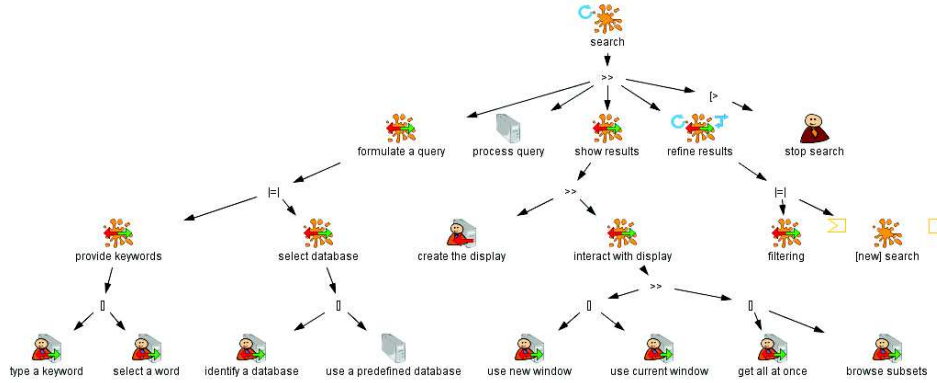 search
>>
[>
formulate a query
process query
show results
refine results
stop search
|=|
>>
|=|
provide keywords
select database
create the display
interact with display
filtering
[new] search
[]
[]
>>
[]
[]
type a keyword
select a word
identify a database
use a predefined database
use new window
use current window
get all at once
browse subsets